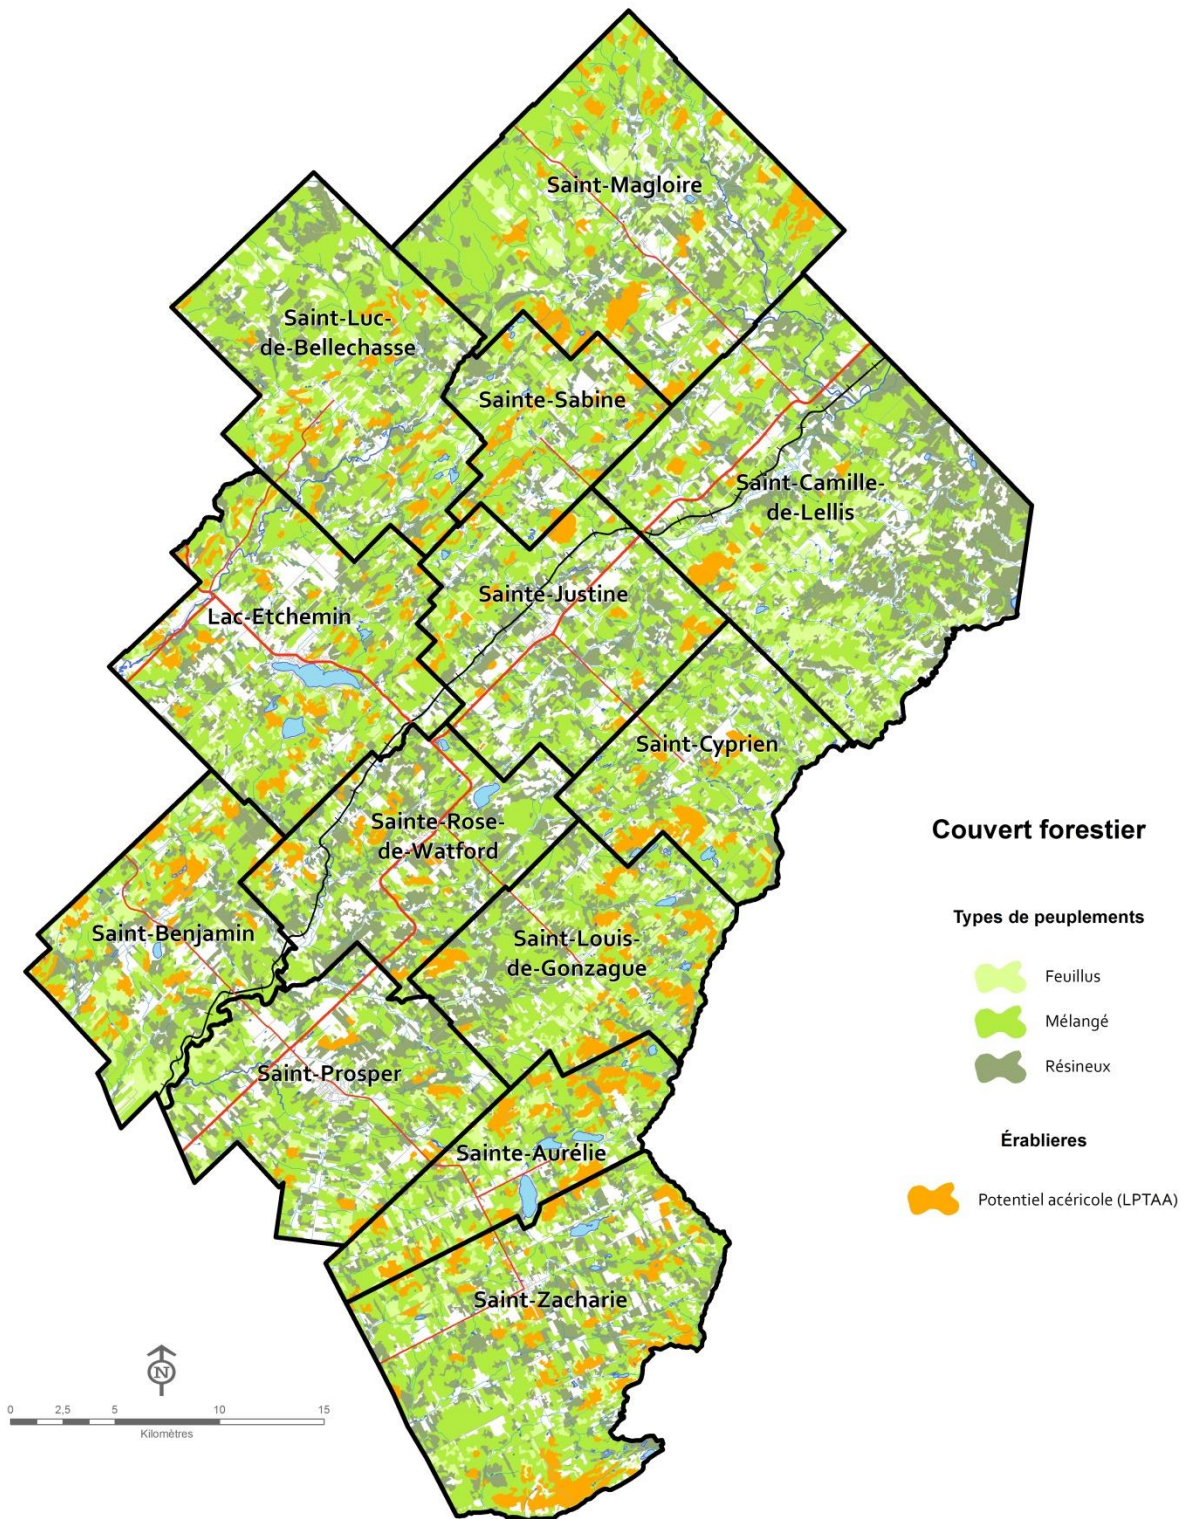 Saint-Magloire
Saint-Luc-
de-Bellechasse
Sainte-Sabine
Saint-Camille-
de-Lellis
Sainte-Justine
Lac-Etchemin
Saint-Cyprien
Sainte-Rose-
de-Watford
Saint-Benjamin
Saint-Louis-
de-Gonzague
Saint-Prosper
Sainte-Aurélie
Saint-Zacharie
Couvert forestier
Types de peuplements
Feuillus
Mélangé
Résineux
Érablieres
Potentiel acéricole (LPTAA)
N
0 2,5 5 10 15
Kilomètres